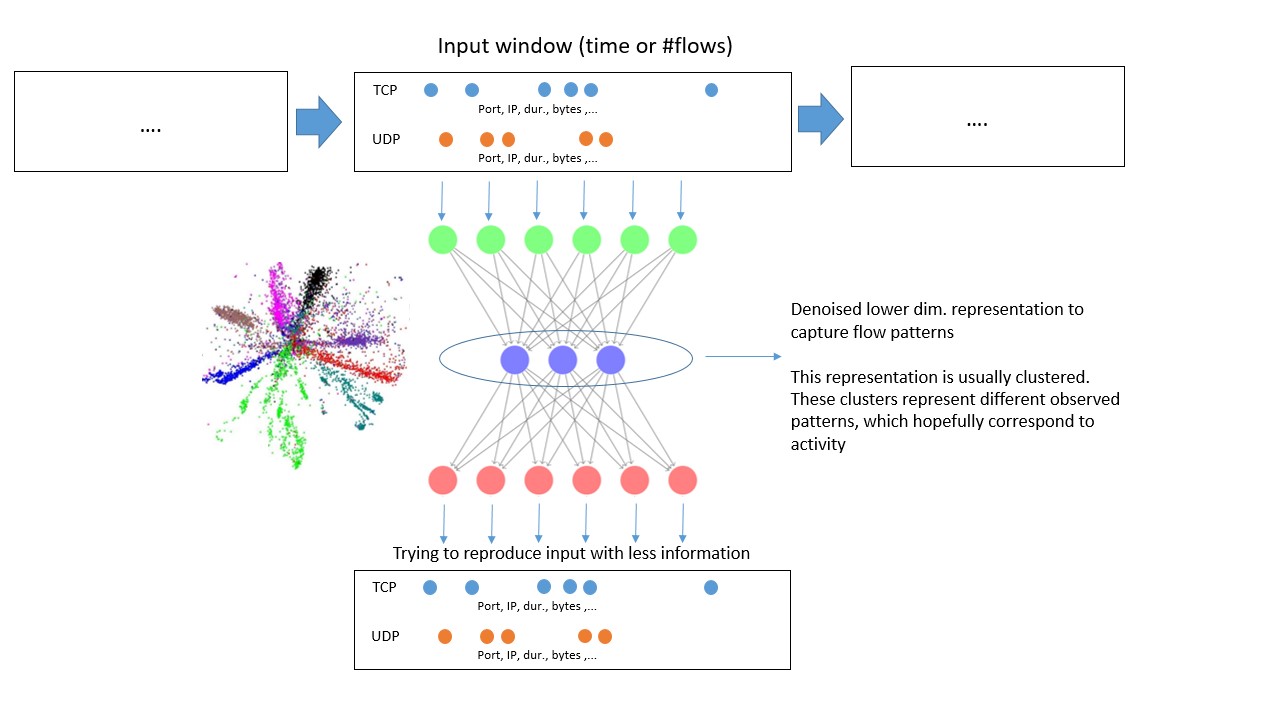 Input window (time or #flows)
....
TCP
Port, IP, dur., bytes ,...
UDP
Port, IP, dur., bytes ,...
....
Denoised lower dim. representation to
capture flow patterns
This representation is usually clustered.
These clusters represent different observed
patterns, which hopefully correspond to
activity
Trying to reproduce input with less information
TCP
Port, IP, dur., bytes ,...
UDP
Port, IP, dur., bytes ,...